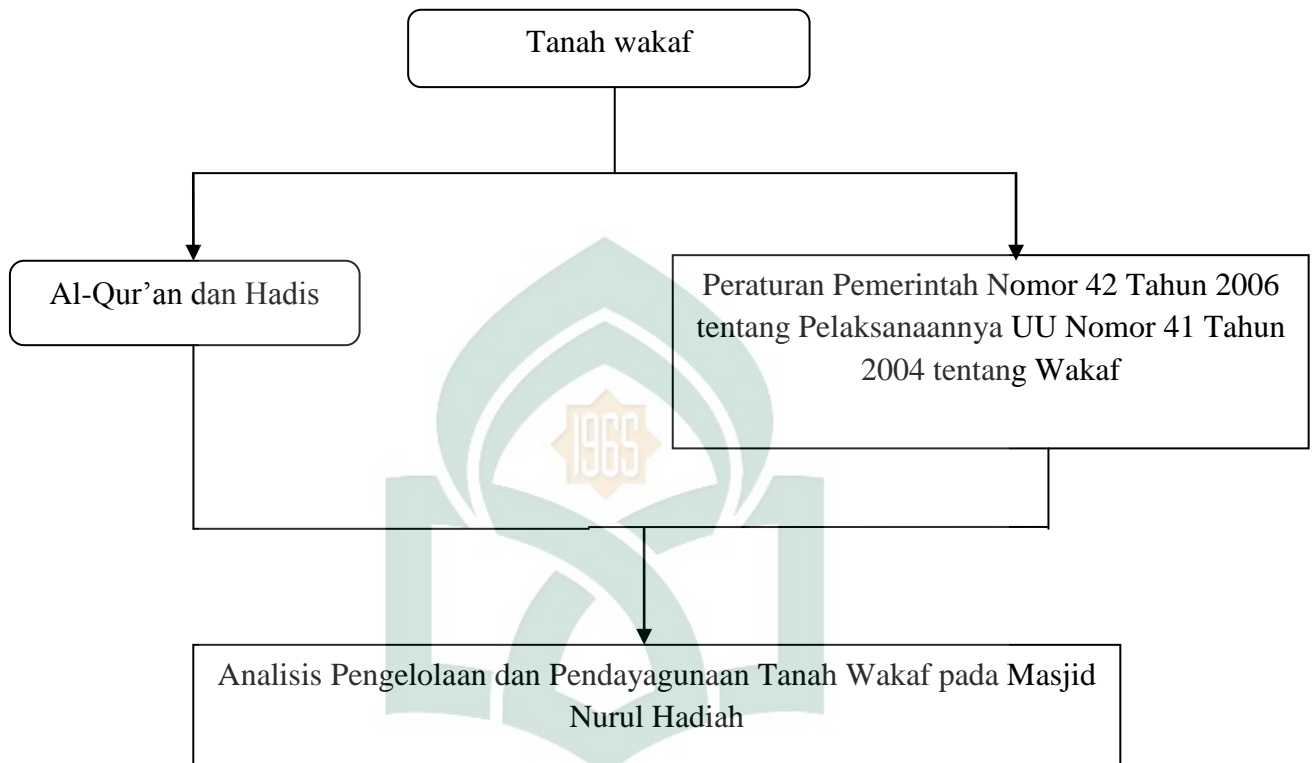 Tanah wakaf
Al-Qur’an dan Hadis
Peraturan Pemerintah Nomor 42 Tahun 2006
tentang Pelaksanaannya UU Nomor 41 Tahun
2004 tentang Wakaf
1965
Analisis Pengelolaan dan Pendayagunaan Tanah Wakaf pada Masjid
Nurul Hadiah